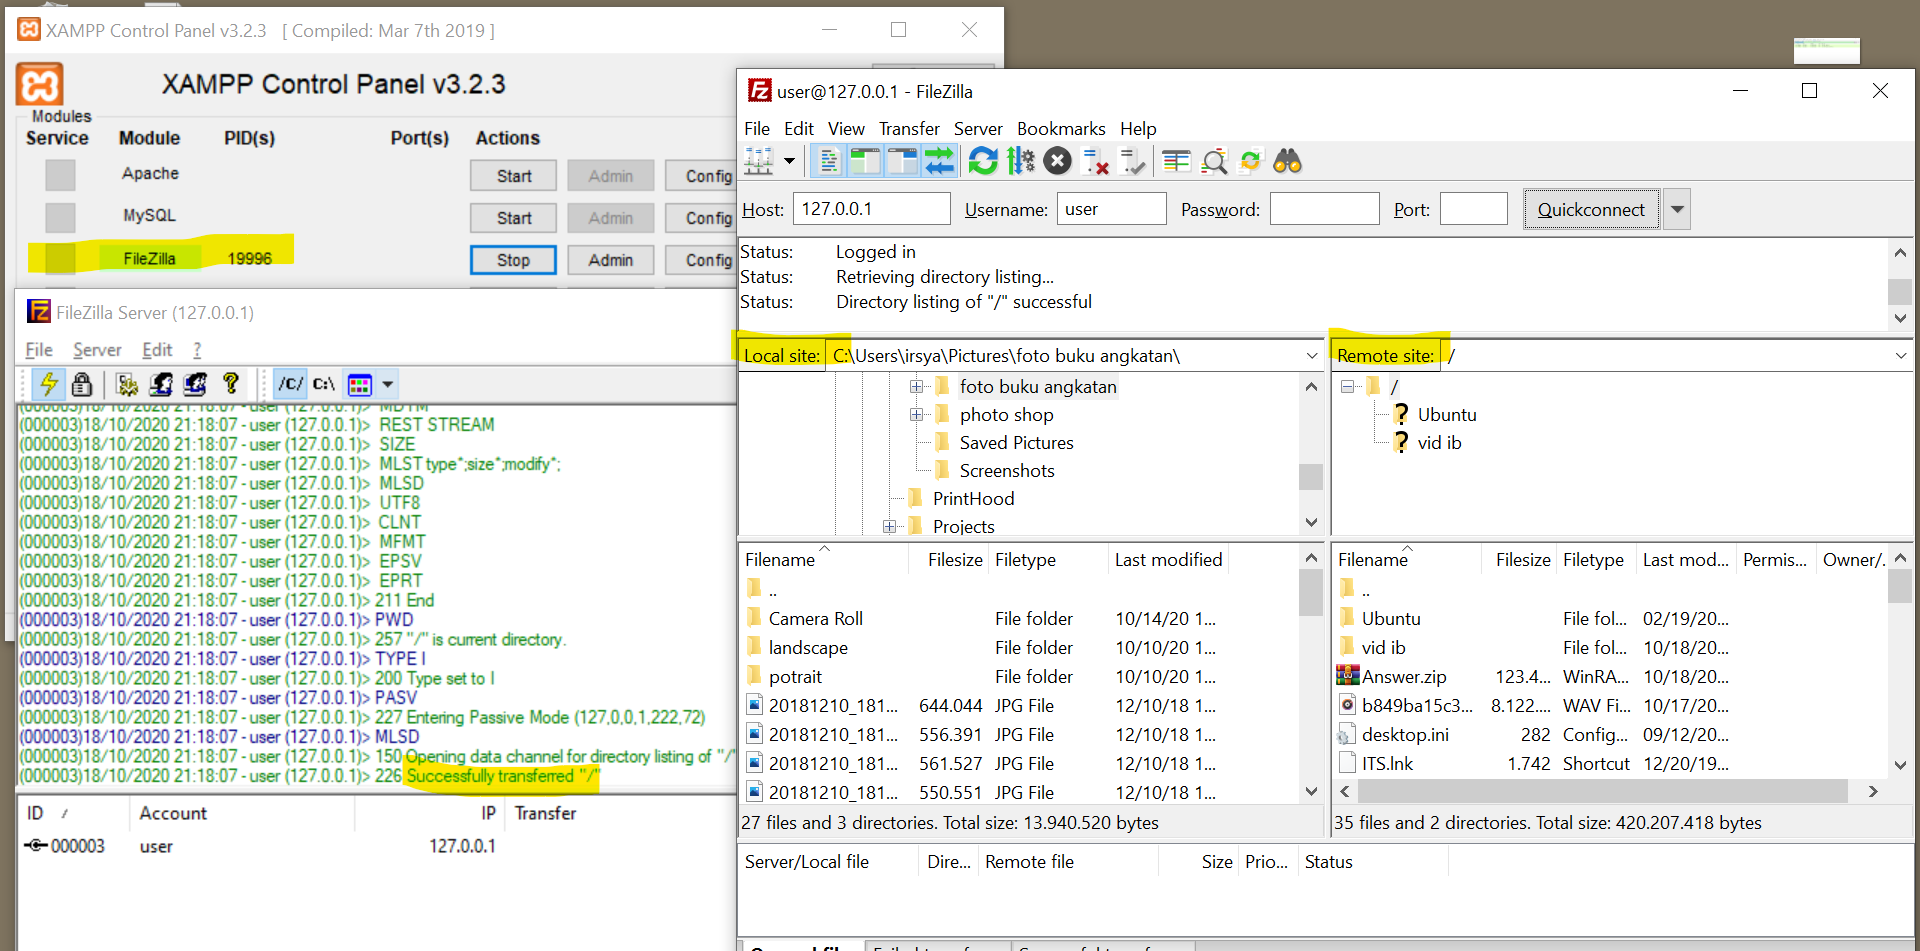 XAMPP Control Panel v3.2.3 [ Compiled: Mar 7th 2019 ]
XAMPP Control Panel v3.2.3
Modules
Service Module PID(s) Port(s) Actions
Apache Start Admin Config
MySQL Start Admin Config
FileZilla 19996 Stop Admin Config
FileZilla Server (127.0.0.1)
File Server Edit ?
/C/ C:\
(000003)18/10/2020 21:18:07 - user (127.0.0.1)> MDTM
(000003)18/10/2020 21:18:07 - user (127.0.0.1)> REST STREAM
(000003)18/10/2020 21:18:07 - user (127.0.0.1)> SIZE
(000003)18/10/2020 21:18:07 - user (127.0.0.1)> MLST type*;size*;modify*;
(000003)18/10/2020 21:18:07 - user (127.0.0.1)> MLSD
(000003)18/10/2020 21:18:07 - user (127.0.0.1)> UTF8
(000003)18/10/2020 21:18:07 - user (127.0.0.1)> CLNT
(000003)18/10/2020 21:18:07 - user (127.0.0.1)> MFMT
(000003)18/10/2020 21:18:07 - user (127.0.0.1)> EPSV
(000003)18/10/2020 21:18:07 - user (127.0.0.1)> EPRT
(000003)18/10/2020 21:18:07 - user (127.0.0.1)> 211 End
(000003)18/10/2020 21:18:07 - user (127.0.0.1)> PWD
(000003)18/10/2020 21:18:07 - user (127.0.0.1)> 257 "/" is current directory.
(000003)18/10/2020 21:18:07 - user (127.0.0.1)> TYPE I
(000003)18/10/2020 21:18:07 - user (127.0.0.1)> 200 Type set to I
(000003)18/10/2020 21:18:07 - user (127.0.0.1)> PASV
(000003)18/10/2020 21:18:07 - user (127.0.0.1)> 227 Entering Passive Mode (127,0,0,1,222,72)
(000003)18/10/2020 21:18:07 - user (127.0.0.1)> MLSD
(000003)18/10/2020 21:18:07 - user (127.0.0.1)> 150 Opening data channel for directory listing of "/"
(000003)18/10/2020 21:18:07 - user (127.0.0.1)> 226 Successfully transferred "/"
ID / Account IP Transfer
000003 user 127.0.0.1
user@127.0.0.1 - FileZilla
File Edit View Transfer Server Bookmarks Help
Host: 127.0.0.1 Username: user Password: Port: Quickconnect
Status: Logged in
Status: Retrieving directory listing...
Status: Directory listing of "/" successful
Local site: C:\Users\irsya\Pictures\foto buku angkatan\
foto buku angkatan
photo shop
Saved Pictures
Screenshots
PrintHood
Projects
Filename Filesize Filetype Last modified
..
Camera Roll File folder 10/14/20 1...
landscape File folder 10/10/20 1...
potrait File folder 10/10/20 1...
20181210_181... 644.044 JPG File 12/10/18 1...
20181210_181... 556.391 JPG File 12/10/18 1...
20181210_181... 561.527 JPG File 12/10/18 1...
20181210_181... 550.551 JPG File 12/10/18 1...
27 files and 3 directories. Total size: 13.940.520 bytes
Remote site: /
/
? Ubuntu
? vid ib
Filename Filesize Filetype Last mod... Permis... Owner/.
..
Ubuntu File fol... 02/19/20...
vid ib File fol... 10/18/20...
Answer.zip 123.4... WinRA... 10/18/20...
b849ba15c3... 8.122.... WAV Fi... 10/17/20...
desktop.ini 282 Config... 09/12/20...
ITS.lnk 1.742 Shortcut 12/20/19...
35 files and 2 directories. Total size: 420.207.418 bytes
Server/Local file Dire... Remote file Size Prio... Status